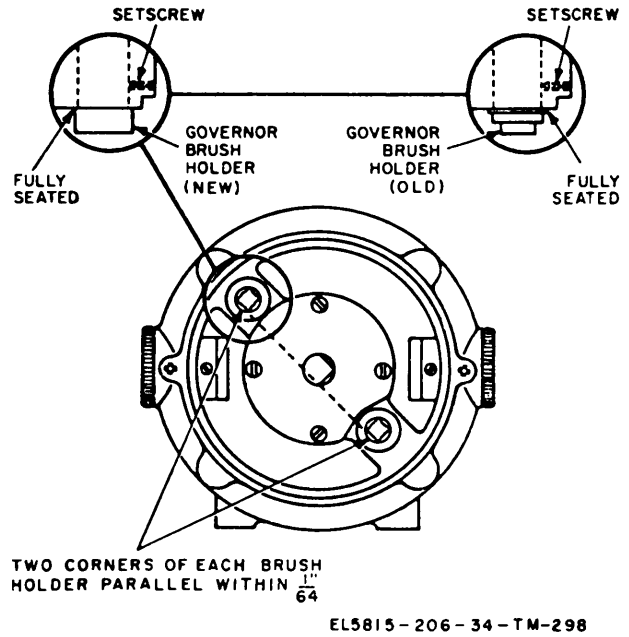 SETSCREW
SETSCREW
GOVERNOR
BRUSH
HOLDER
(NEW)
GOVERNOR
BRUSH
HOLDER
(OLD)
FULLY
SEATED
FULLY
SEATED
TWO CORNERS OF EACH BRUSH
HOLDER PARALLEL WITHIN 1"/64
EL5815-206-34-TM-298